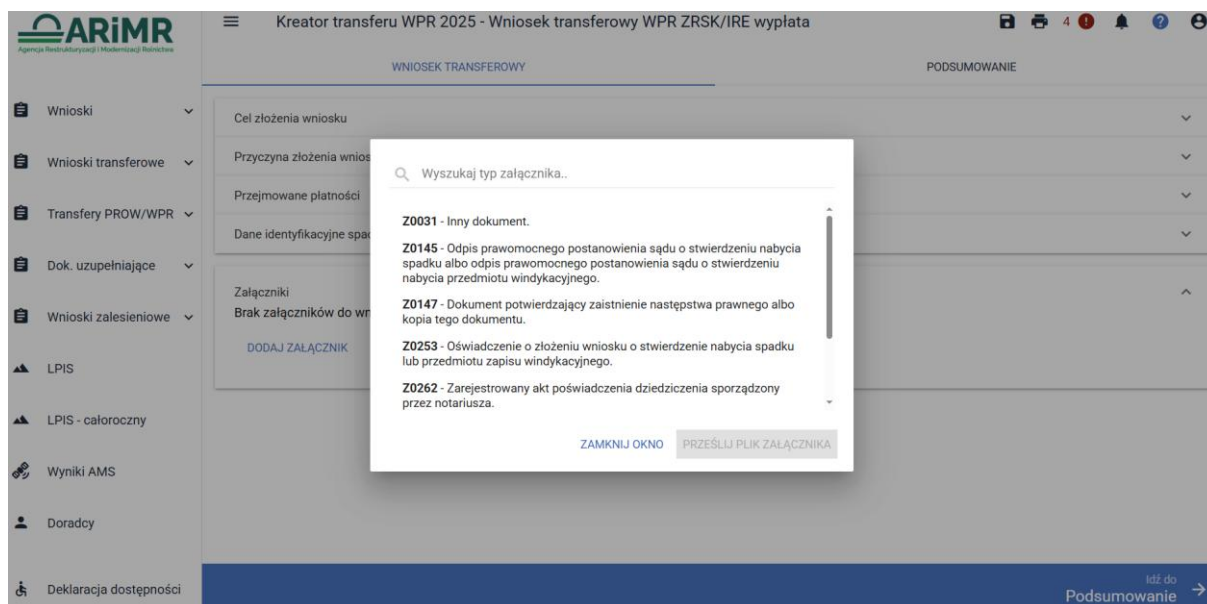 ARiMR
Agencja Restrukturyzacji i Modernizacji Rolnictwa
Kreator transferu WPR 2025 - Wniosek transferowy WPR ZRSK/IRE wypłata
4
WNIOSEK TRANSFEROWY
PODSUMOWANIE
Wnioski
Wnioski transferowe
Transfery PROW/WPR
Dok. uzupełniające
Wnioski zalesieniowe
LPIS
LPIS - całoroczny
Wyniki AMS
Doradcy
Deklaracja dostępności
Cel złożenia wniosku
Przyczyna złożenia wnios
Przejmowane płatności
Dane identyfikacyjne spad
Załączniki
Brak załączników do wn
DODAJ ZAŁĄCZNIK
Wyszukaj typ załącznika..
Z0031 - Inny dokument.
Z0145 - Odpis prawomocnego postanowienia sądu o stwierdzeniu nabycia
spadku albo odpis prawomocnego postanowienia sądu o stwierdzeniu
nabycia przedmiotu windykacyjnego.
Z0147 - Dokument potwierdzający zaistnienie następstwa prawnego albo
kopia tego dokumentu.
Z0253 - Oświadczenie o złożeniu wniosku o stwierdzenie nabycia spadku
lub przedmiotu zapisu windykacyjnego.
Z0262 - Zarejestrowany akt poświadczenia dziedziczenia sporządzony
przez notariusza.
ZAMKNIJ OKNO
PRZEŚLIJ PLIK ZAŁĄCZNIKA
Idź do
Podsumowanie